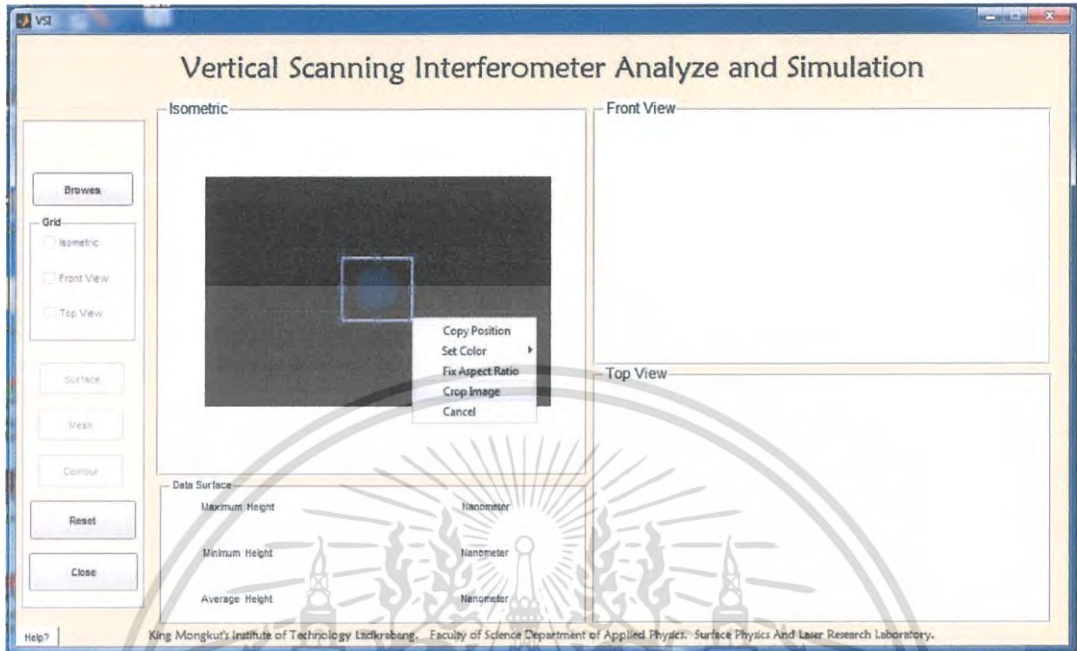 VSI
Vertical Scanning Interferometer Analyze and Simulation
Isometric
Front View
Browes
Grid
Isometric
Front View
Top View
Surface
Mesh
Contour
Reset
Close
Copy Position
Set Color
Fix Aspect Ratio
Crop Image
Cancel
Top View
Data Surface
Maximum Height Nanometer
Minimum Height Nanometer
Average Height Nanometer
Help?
King Mongkut's Institute of Technology Ladkrabang. Faculty of Science Department of Applied Physics. Surface Physics And Laser Research Laboratory.